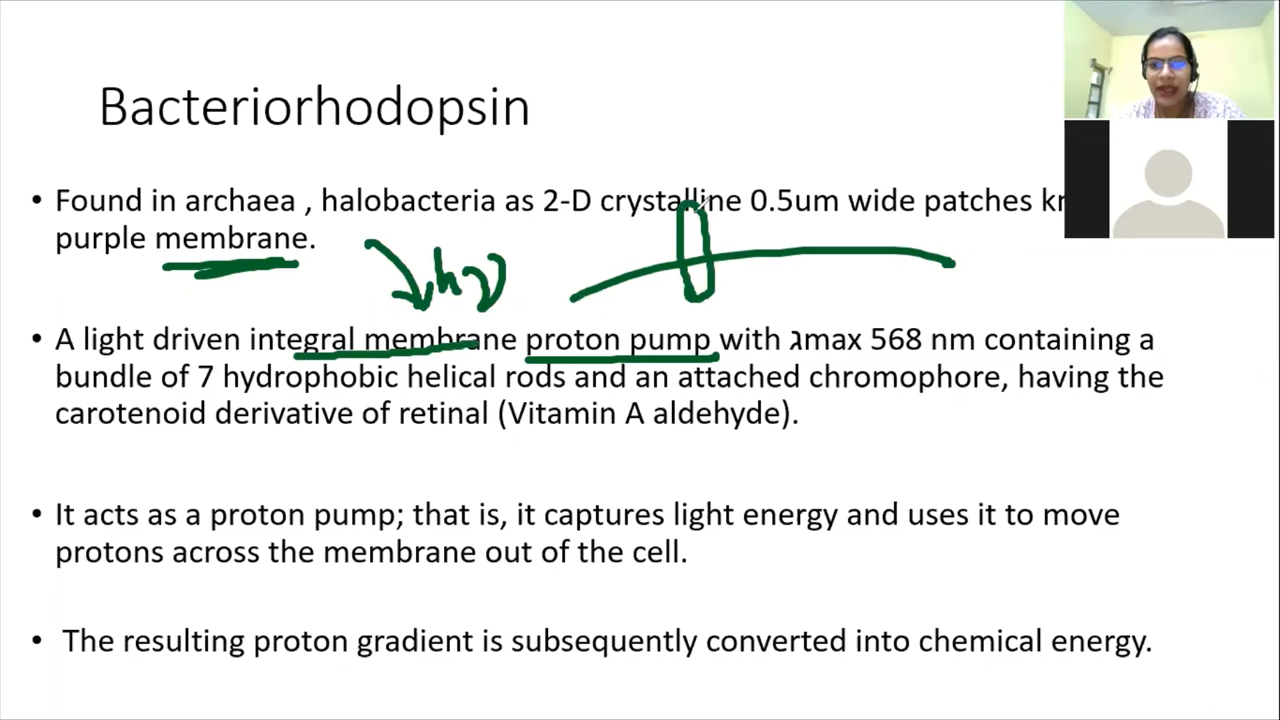 Bacteriorhodopsin
• Found in archaea , halobacteria as 2-D crystalline 0.5um wide patches
purple membrane.
hν
• A light driven integral membrane proton pump with λmax 568 nm containing a
bundle of 7 hydrophobic helical rods and an attached chromophore, having the
carotenoid derivative of retinal (Vitamin A aldehyde).
• It acts as a proton pump; that is, it captures light energy and uses it to move
protons across the membrane out of the cell.
• The resulting proton gradient is subsequently converted into chemical energy.